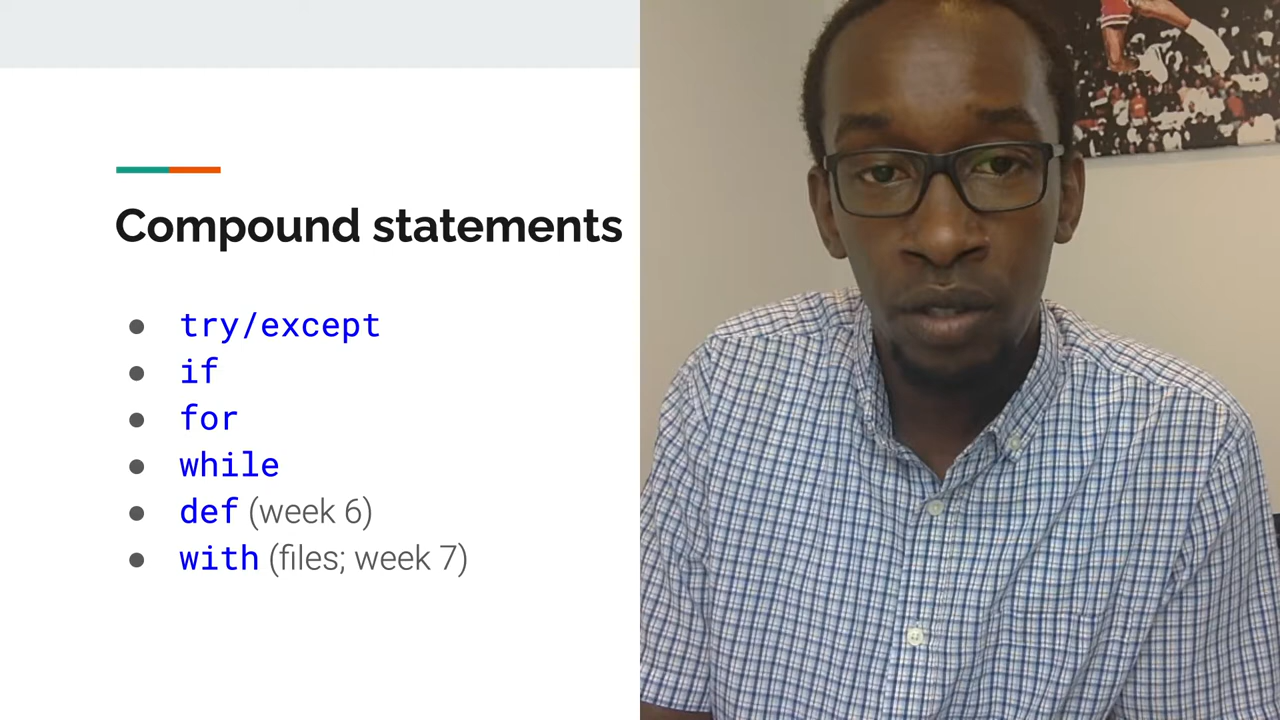 Compound statements
● try/except
● if
● for
● while
● def (week 6)
● with (files; week 7)